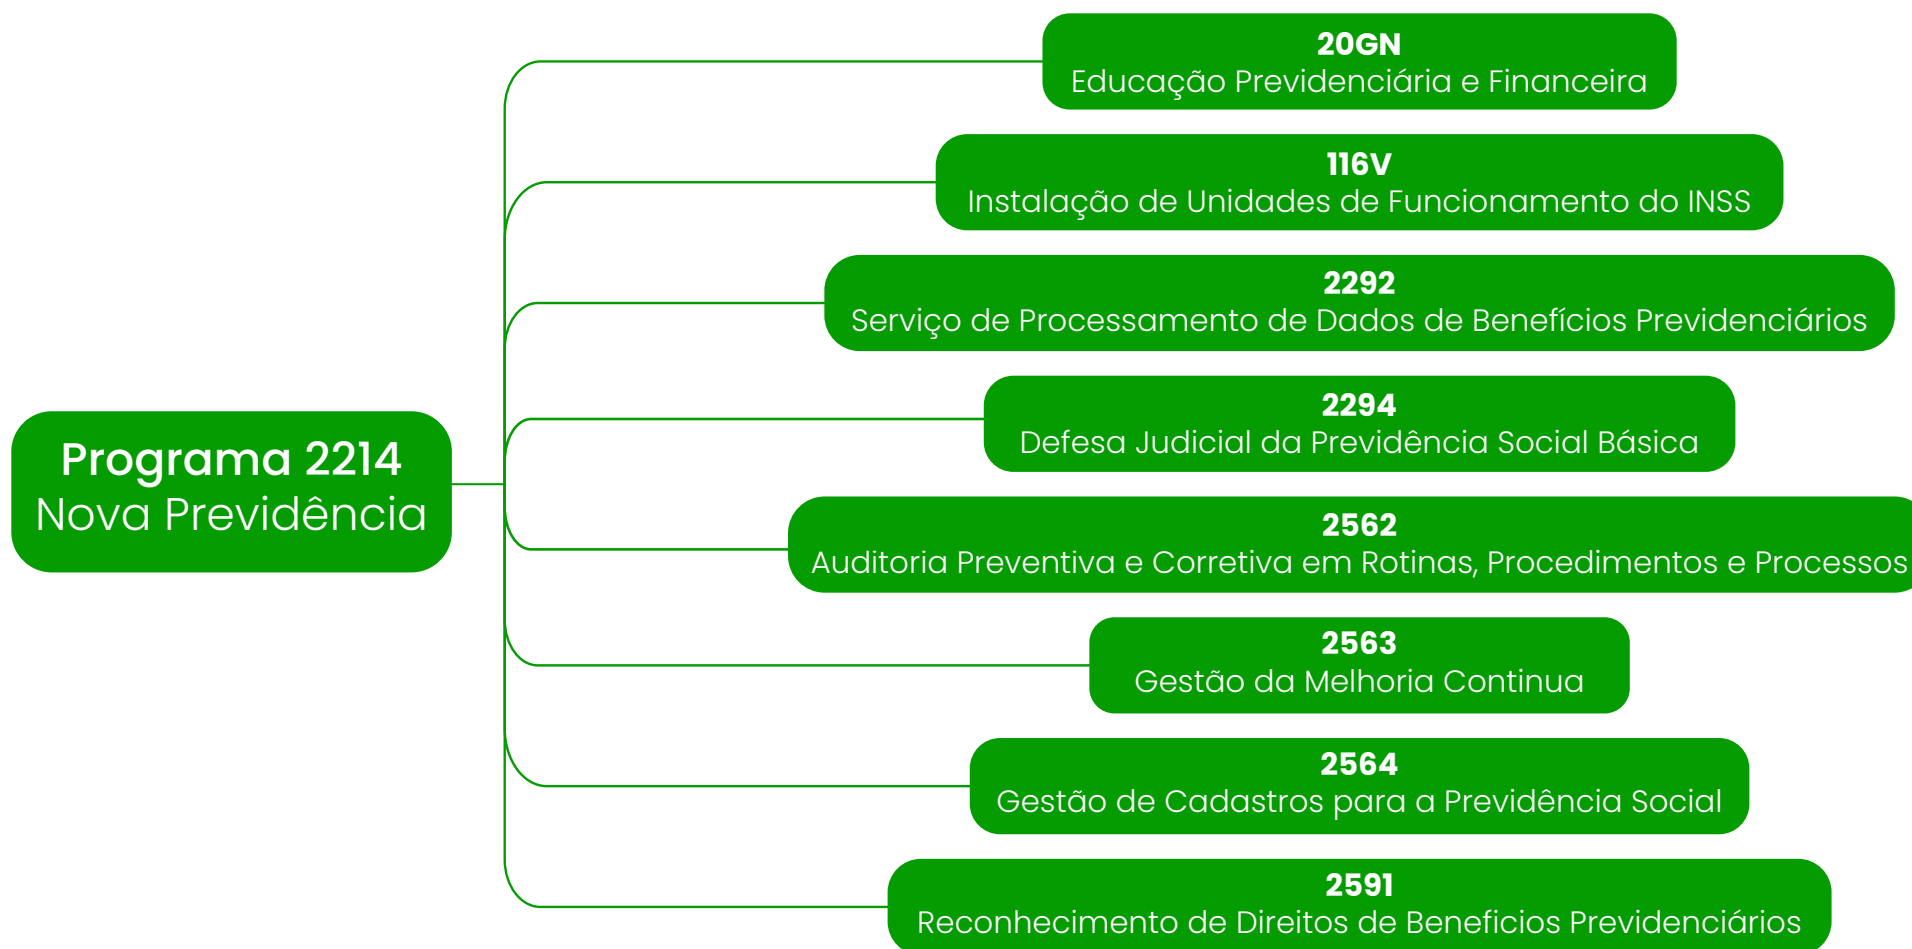 Programa 2214
Nova Previdência
20GN
Educação Previdenciária e Financeira
116V
Instalação de Unidades de Funcionamento do INSS
2292
Serviço de Processamento de Dados de Benefícios Previdenciários
2294
Defesa Judicial da Previdência Social Básica
2562
Auditoria Preventiva e Corretiva em Rotinas, Procedimentos e Processos
2563
Gestão da Melhoria Continua
2564
Gestão de Cadastros para a Previdência Social
2591
Reconhecimento de Direitos de Beneficios Previdenciários